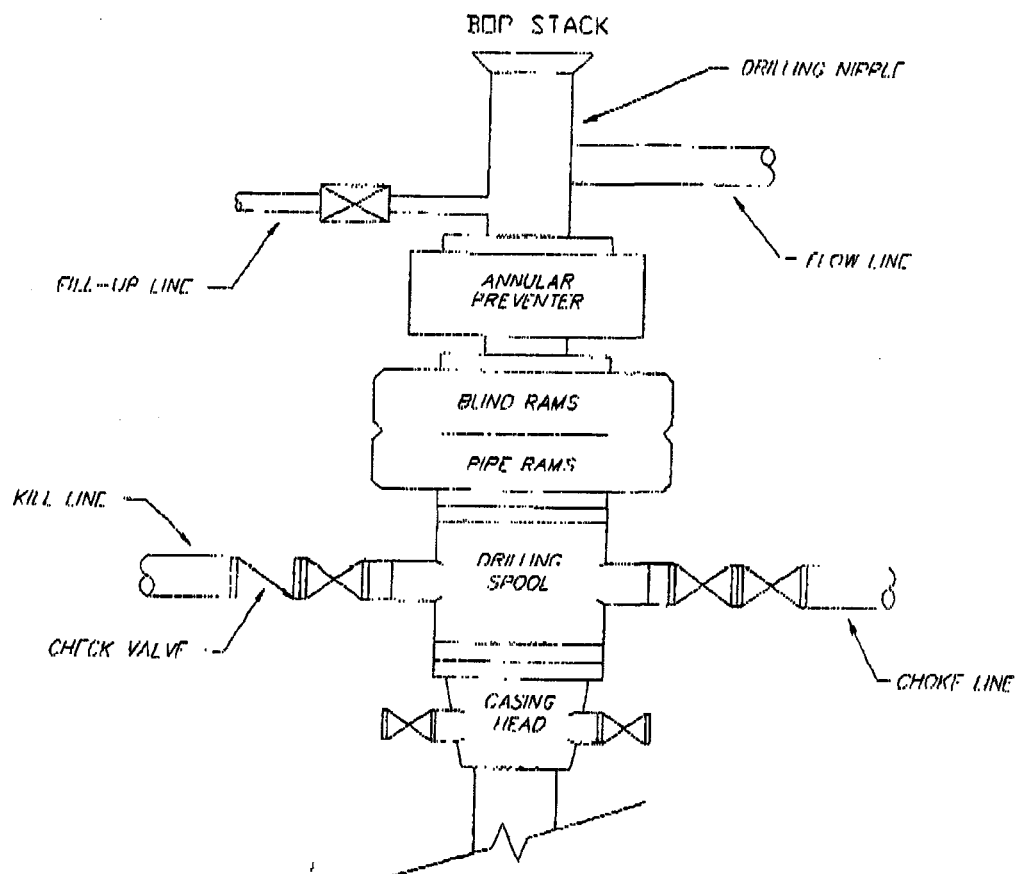 BOP STACK
DRILLING NIPPLE
FILL-UP LINE
FLOW LINE
ANNULAR
PREVENTER
BLIND RAMS
PIPE RAMS
KILL LINE
DRILLING
SPOOL
CHECK VALVE
CHOKE LINE
CASING
HEAD